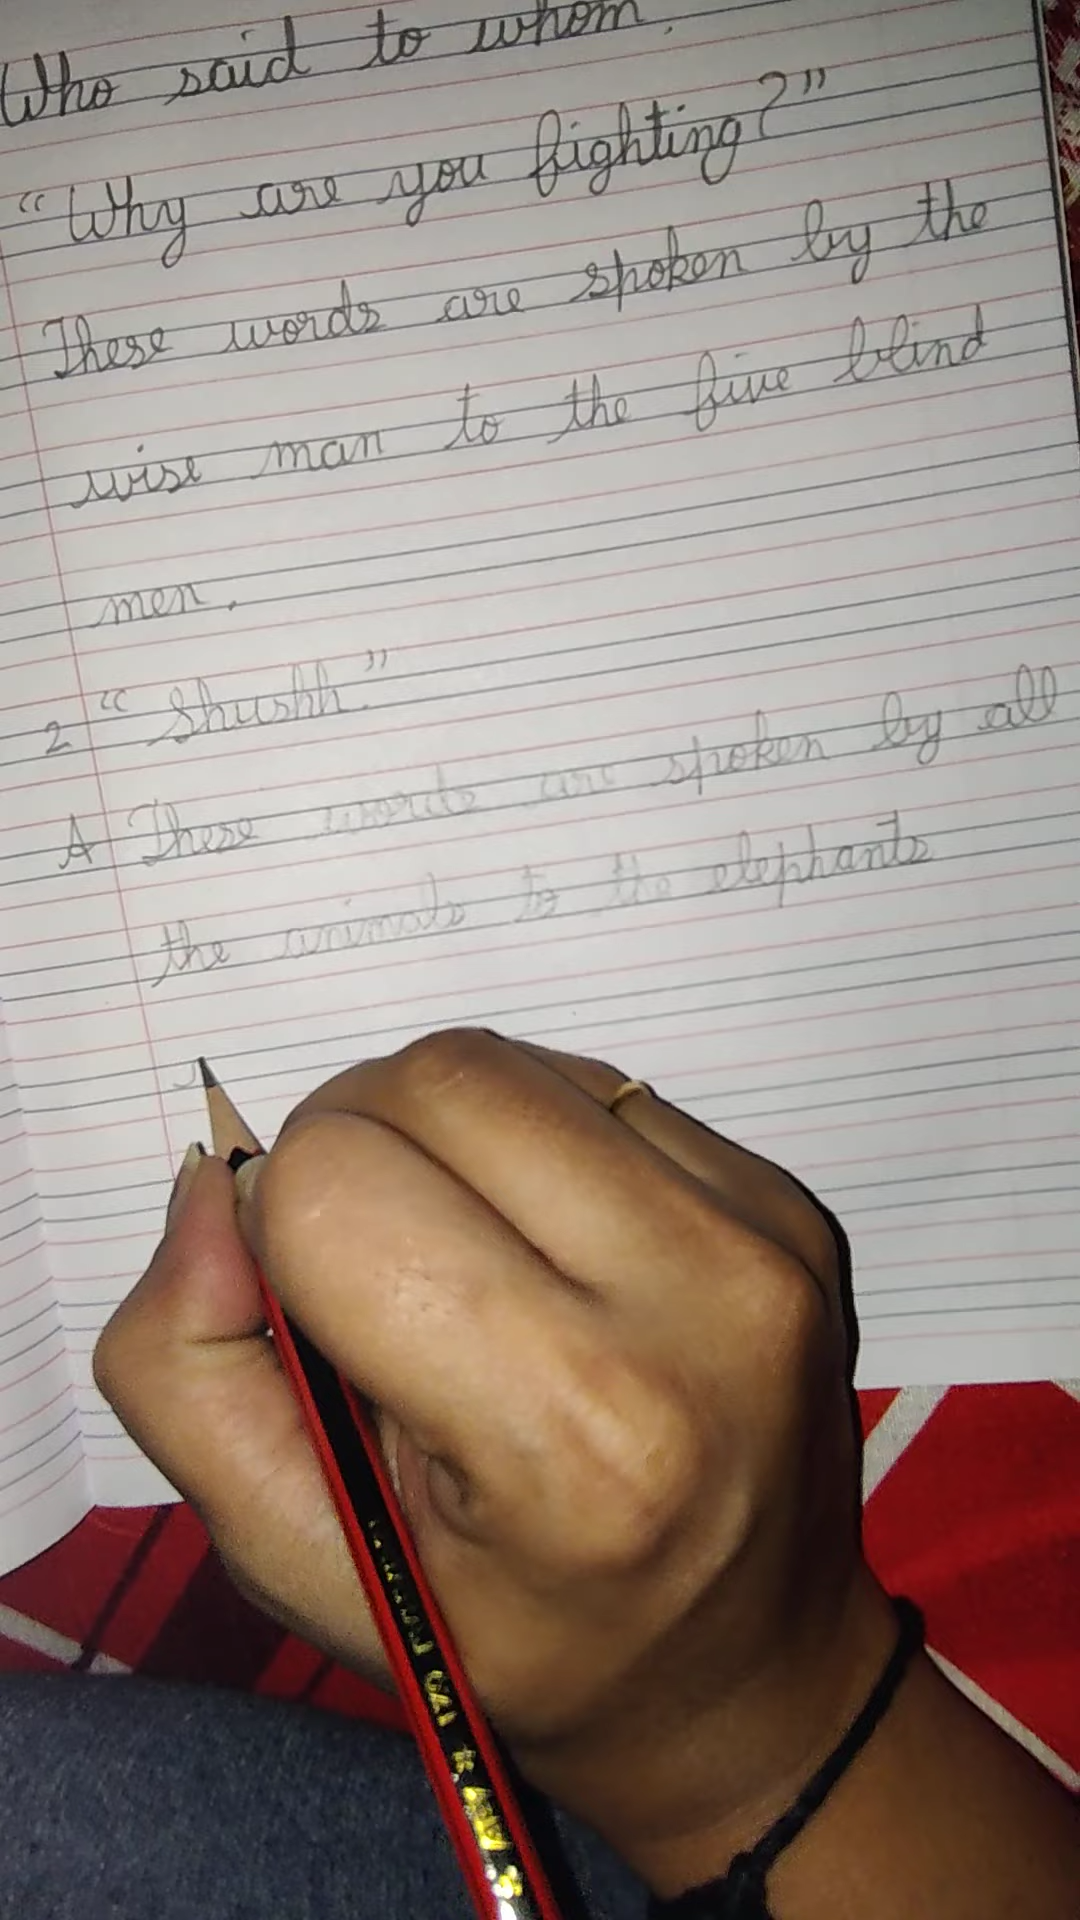 Who said to whom.
"Why are you fighting?"
These words are spoken by the
wise man to the five blind
men.
2 "Shushh."
A These words are spoken by all
the animals to the elephants